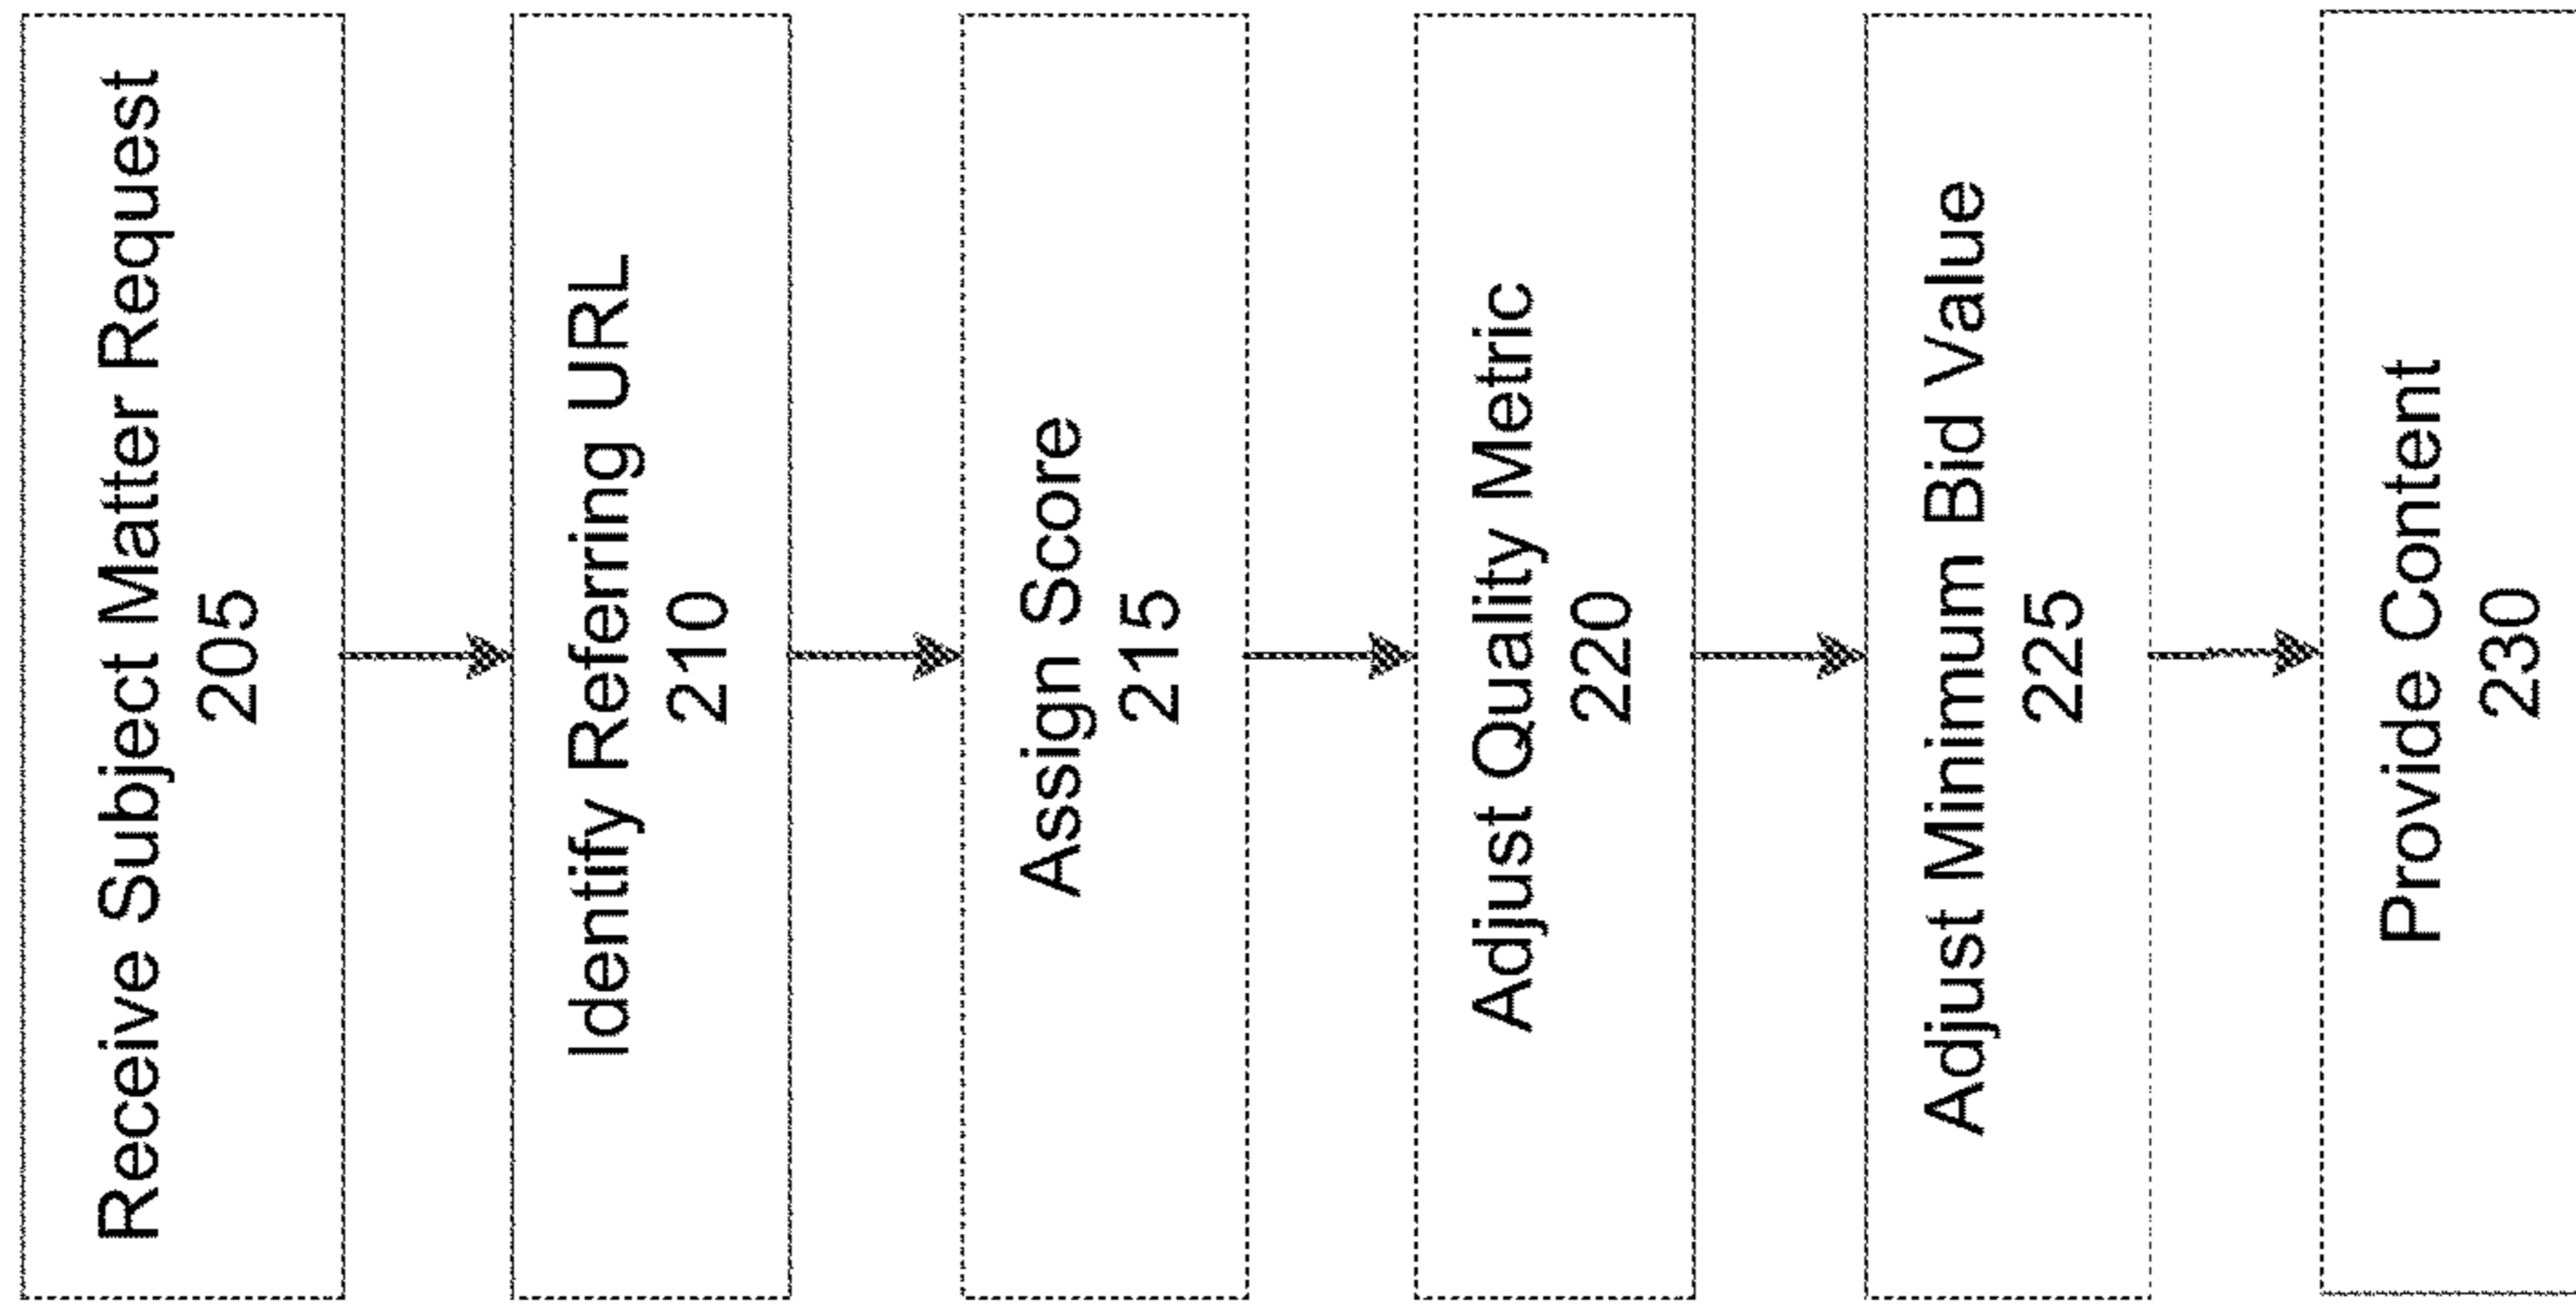 Receive Subject Matter Request
205
Identify Referring URL
210
Assign Score
215
Adjust Quality Metric
220
Adjust Minimum Bid Value
225
Provide Content
230